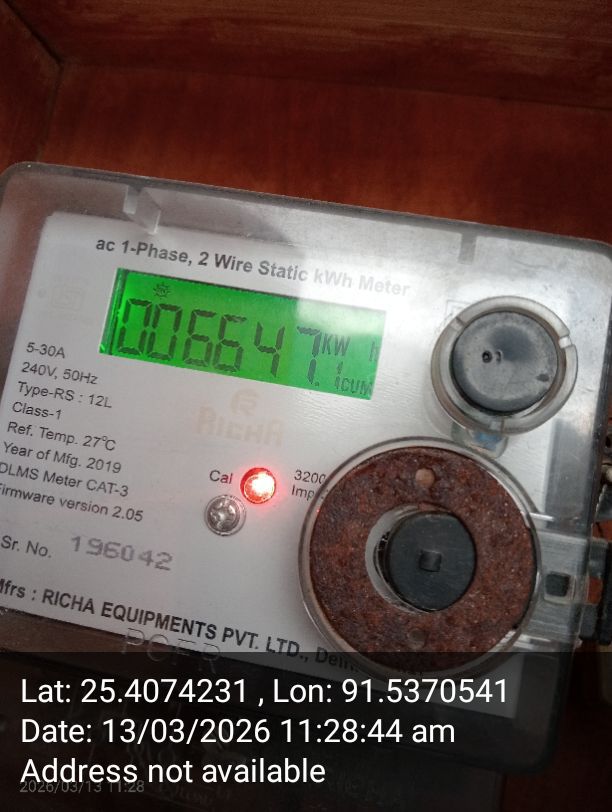 ac 1-Phase, 2 Wire Static kWh Meter
006647.1
KW h
CUM
5-30A
240V, 50Hz
Type-RS : 12L
Class-1
Ref. Temp. 27°C
Year of Mfg. 2019
DLMS Meter CAT-3
Firmware version 2.05
RICHA
Cal
3200
Imp
Sr. No. 196042
Mfrs : RICHA EQUIPMENTS PVT. LTD.,
Lat: 25.4074231 , Lon: 91.5370541
Date: 13/03/2026 11:28:44 am
Address not available
2026/03/13 11:28